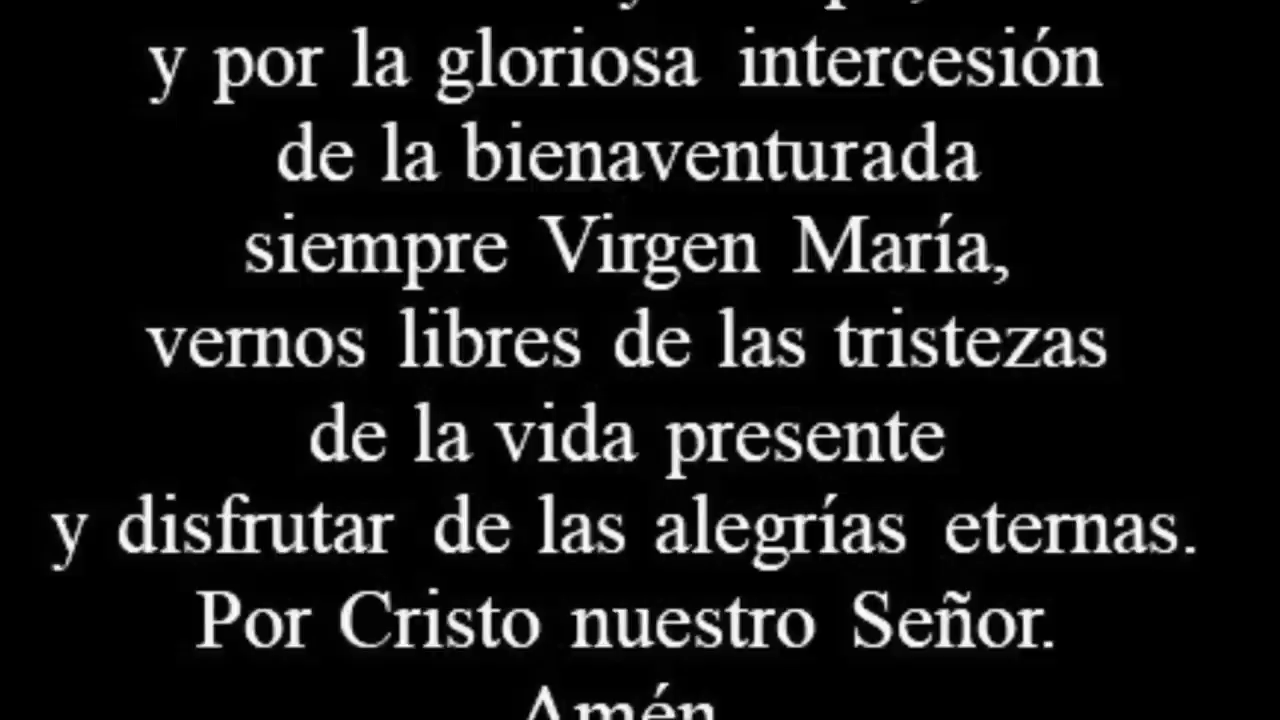 y por la gloriosa intercesión
de la bienaventurada
siempre Virgen María,
vernos libres de las tristezas
de la vida presente
y disfrutar de las alegrías eternas.
Por Cristo nuestro Señor.
Amén